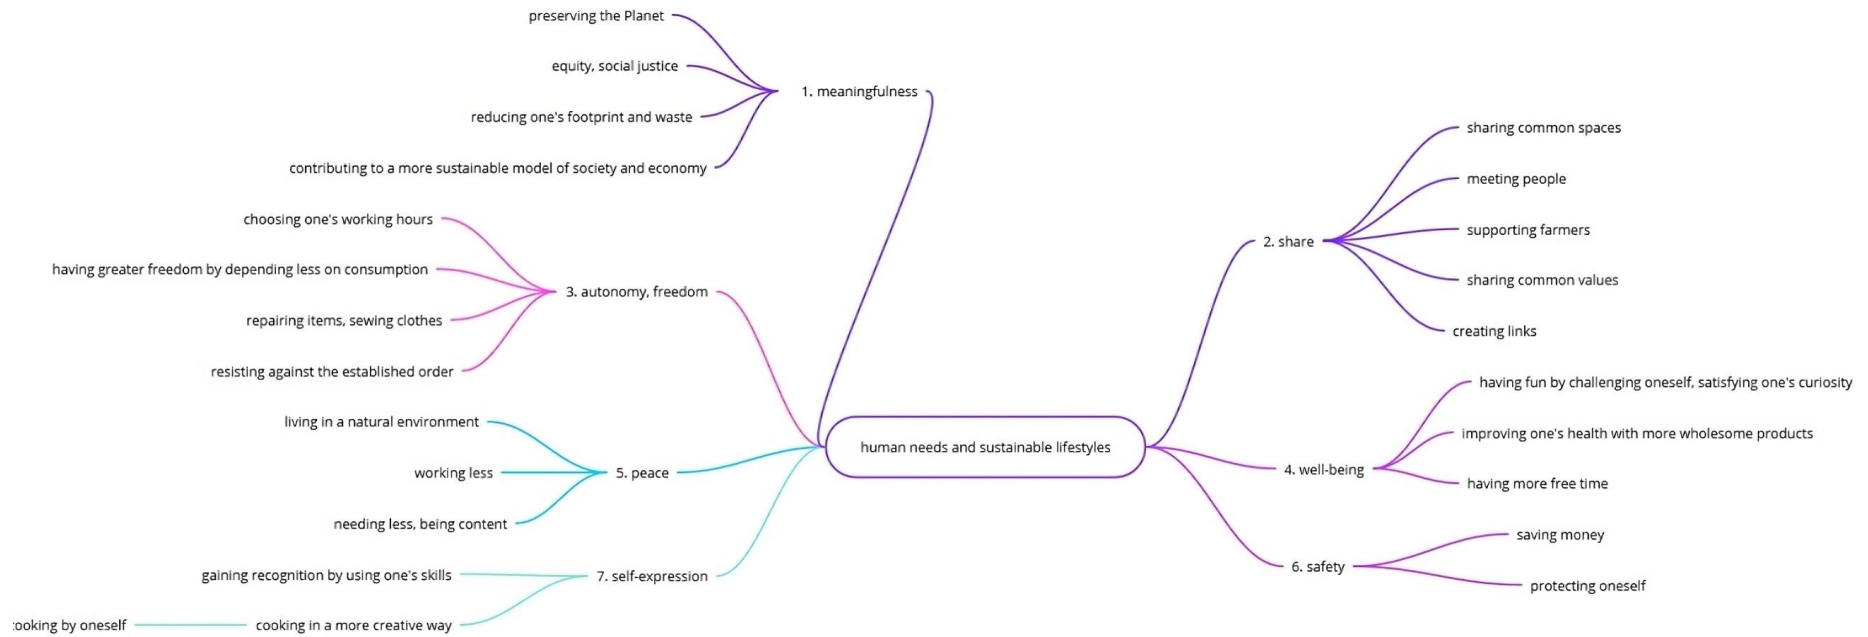 human needs and sustainable lifestyles
1. meaningfulness
preserving the Planet
equity, social justice
reducing one's footprint and waste
contributing to a more sustainable model of society and economy
2. share
sharing common spaces
meeting people
supporting farmers
sharing common values
creating links
3. autonomy, freedom
choosing one's working hours
having greater freedom by depending less on consumption
repairing items, sewing clothes
resisting against the established order
4. well-being
having fun by challenging oneself, satisfying one's curiosity
improving one's health with more wholesome products
having more free time
5. peace
living in a natural environment
working less
needing less, being content
6. safety
saving money
protecting oneself
7. self-expression
gaining recognition by using one's skills
cooking in a more creative way
by oneself